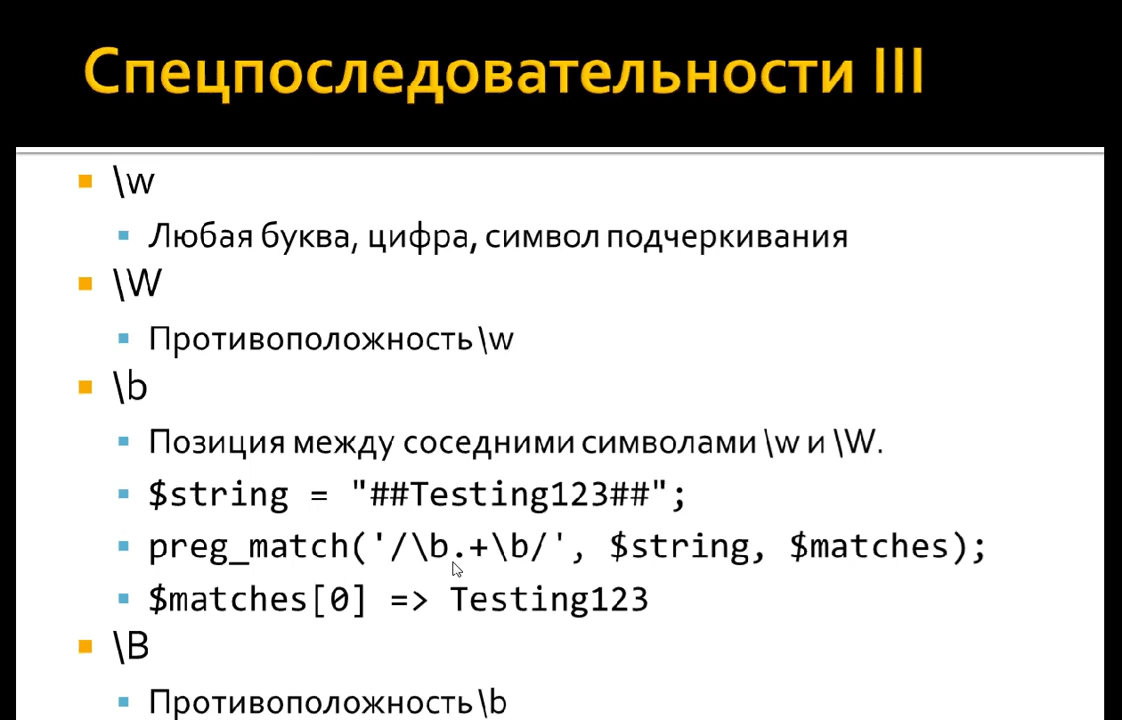 Спецпоследовательности III
\w
Любая буква, цифра, символ подчеркивания
\W
Противоположность \w
\b
Позиция между соседними символами \w и \W.
$string = "##Testing123##";
preg_match('/\b.+\b/', $string, $matches);
$matches[0] => Testing123
\B
Противоположность \b